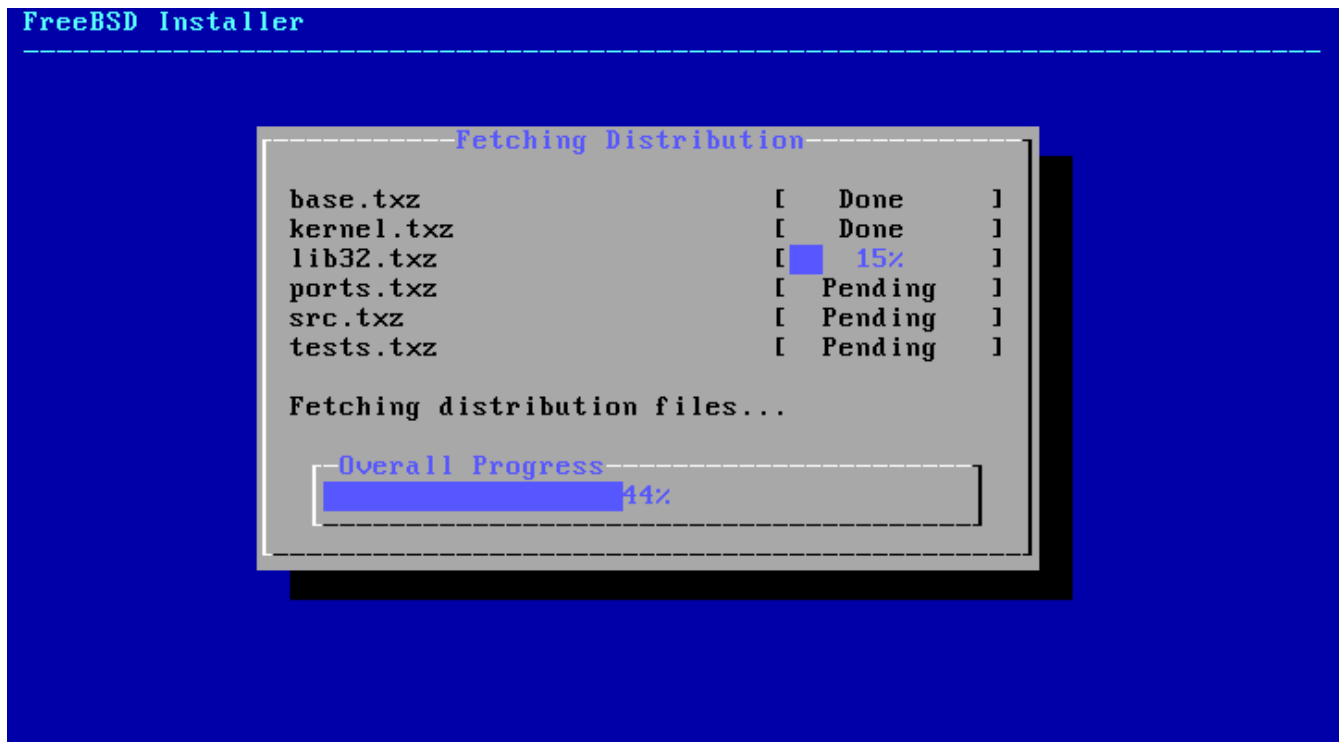 FreeBSD Installer
Fetching Distribution
base.txz [ Done ]
kernel.txz [ Done ]
lib32.txz [ 15% ]
ports.txz [ Pending ]
src.txz [ Pending ]
tests.txz [ Pending ]
Fetching distribution files...
Overall Progress
44%